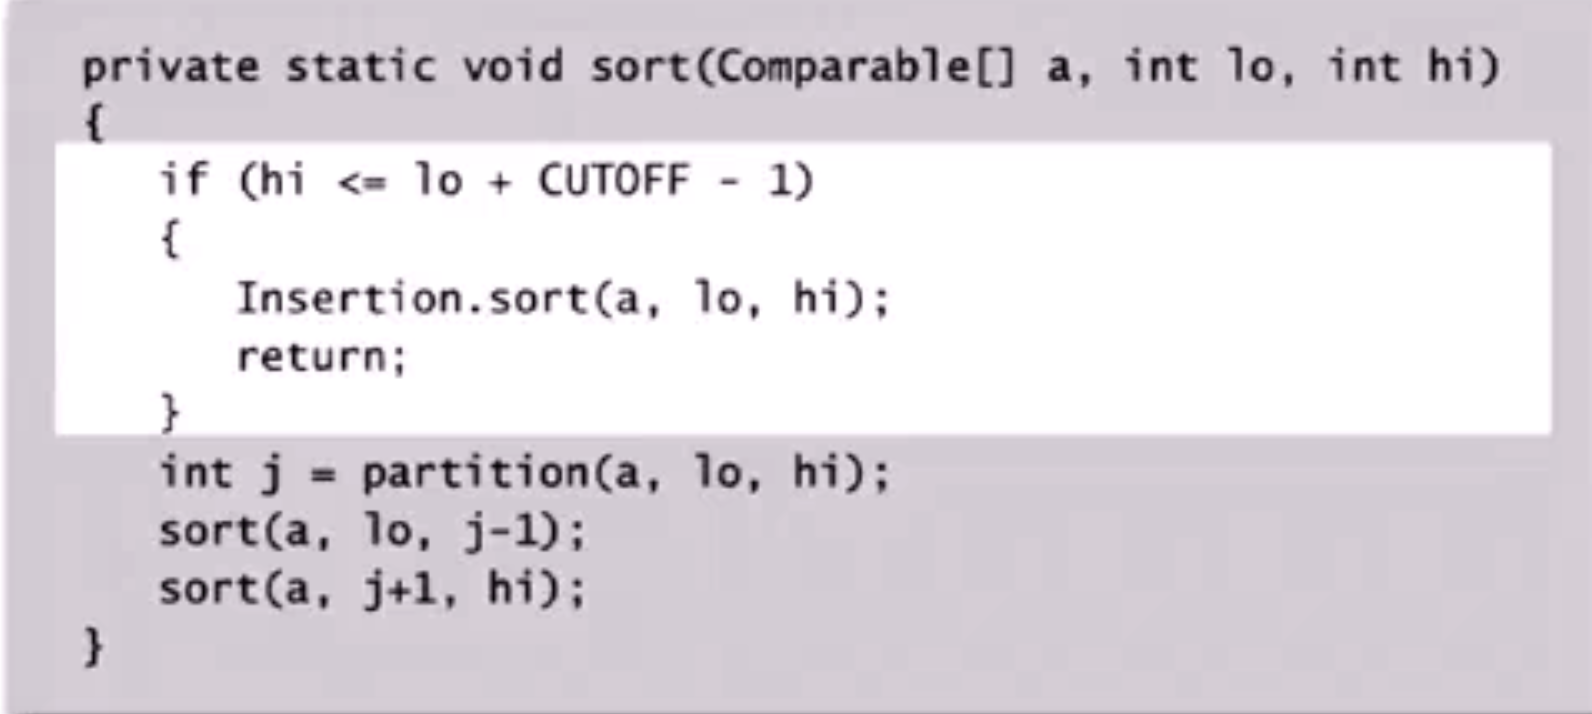 private static void sort(Comparable[] a, int lo, int hi)
{
if (hi <= lo + CUTOFF - 1)
{
Insertion.sort(a, lo, hi);
return;
}
int j = partition(a, lo, hi);
sort(a, lo, j-1);
sort(a, j+1, hi);
}